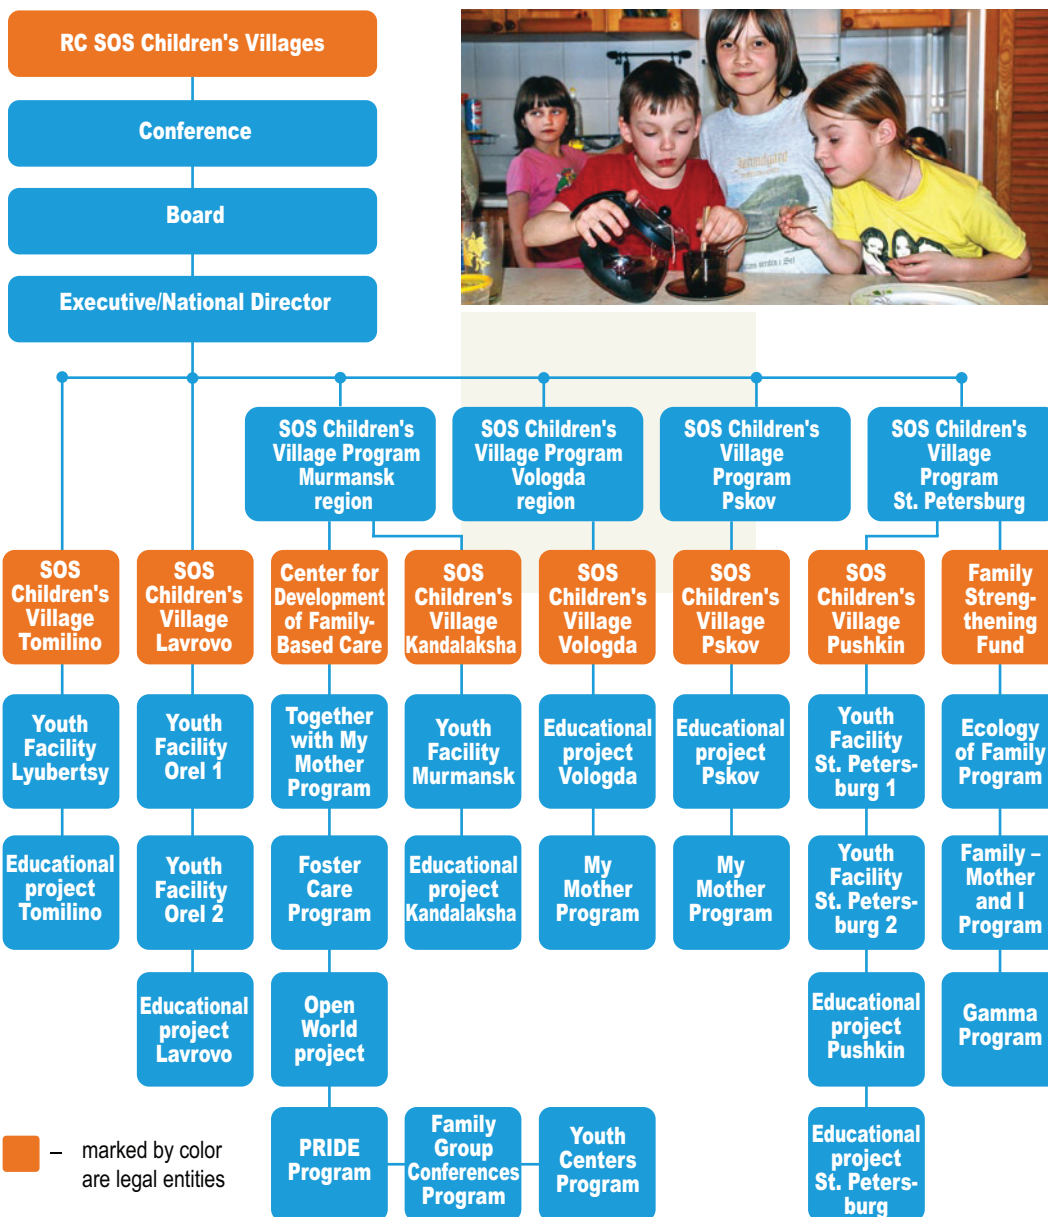 RC SOS Children's Villages
Conference
Board
Executive/National Director
SOS Children's
Village Program
Murmansk
region
SOS Children's
Village Program
Vologda
region
SOS Children's
Village
Program
Pskov
SOS Children's
Village
Program
St. Petersburg
SOS
Children's
Village
Tomilino
SOS
Children's
Village
Lavrovo
Center for
Development
of Family-
Based Care
SOS
Children's
Village
Kandalaksha
SOS
Children's
Village
Vologda
SOS
Children's
Village
Pskov
SOS
Children's
Village
Pushkin
Family
Streng-
thening
Fund
Youth
Facility
Lyubertsy
Youth
Facility
Orel 1
Together
with My
Mother
Program
Youth
Facility
Murmansk
Educational
project
Vologda
Educational
project
Pskov
Youth
Facility
St. Peters-
burg 1
Ecology
of Family
Program
Educational
project
Tomilino
Youth
Facility
Orel 2
Foster
Care
Program
Educational
project
Kandalaksha
My
Mother
Program
My
Mother
Program
Youth
Facility
St. Peters-
burg 2
Family –
Mother
and I
Program
Educational
project
Lavrovo
Open
World
project
Educational
project
Pushkin
Gamma
Program
PRIDE
Program
Family
Group
Conferences
Program
Youth
Centers
Program
Educational
project
St. Peters-
burg
– marked by color
are legal entities